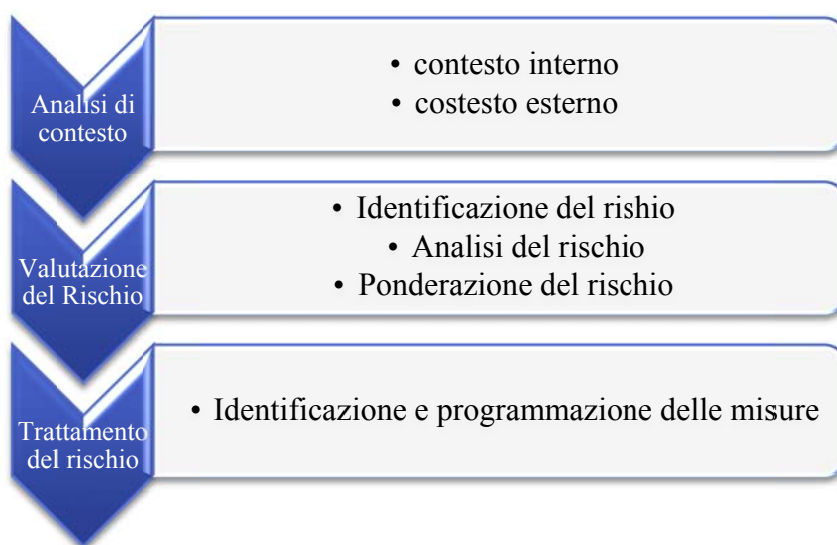 Analisi di
contesto
• contesto interno
• costesto esterno
Valutazione
del Rischio
• Identificazione del rishio
• Analisi del rischio
• Ponderazione del rischio
Trattamento
del rischio
• Identificazione e programmazione delle misure